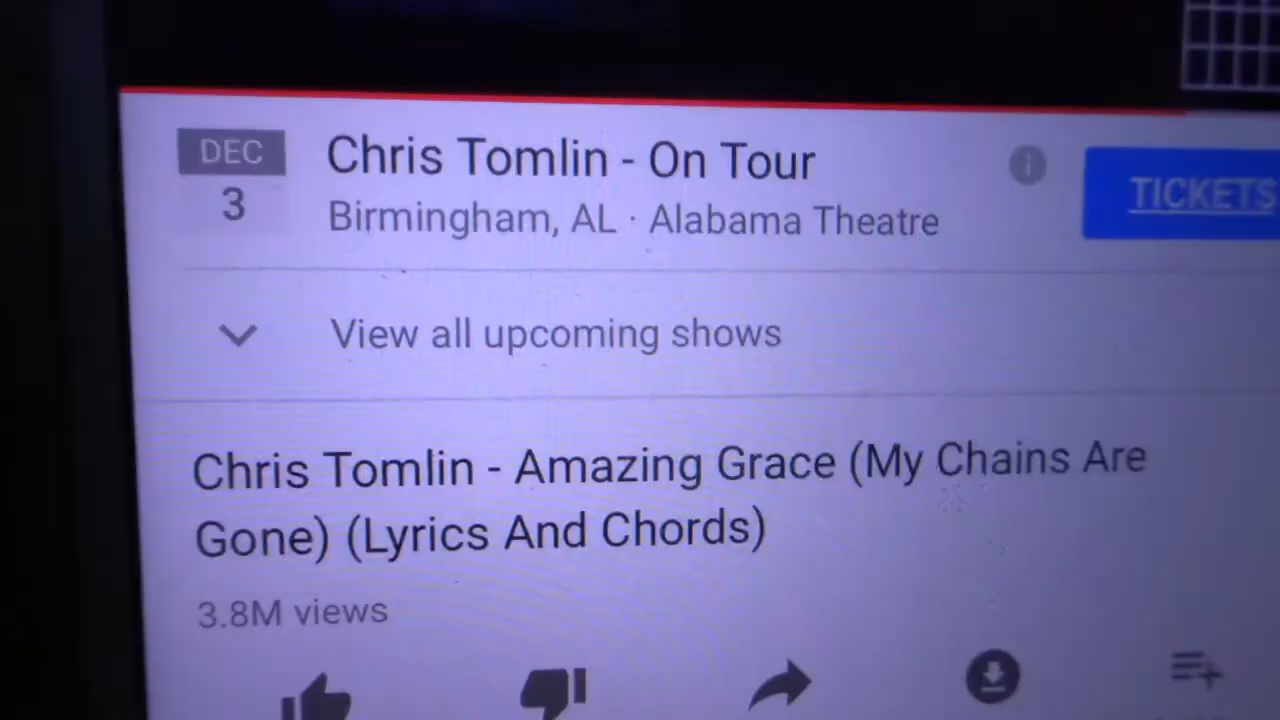 DEC
3
Chris Tomlin - On Tour
Birmingham, AL · Alabama Theatre
TICKETS
View all upcoming shows
Chris Tomlin - Amazing Grace (My Chains Are
Gone) (Lyrics And Chords)
3.8M views